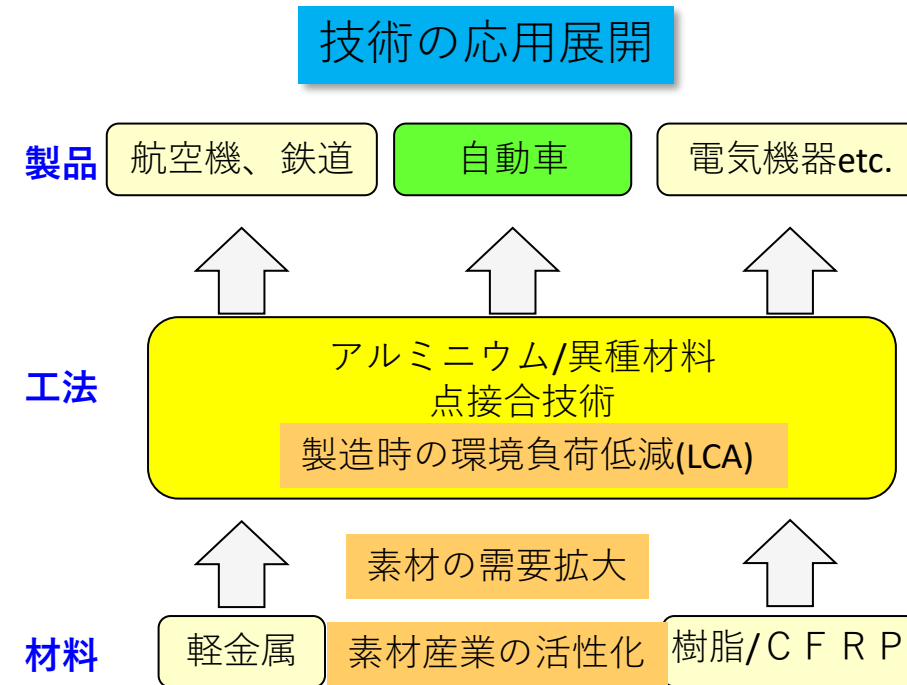 技術の応用展開
製品
航空機、鉄道
自動車
電気機器etc.
工法
アルミニウム/異種材料
点接合技術
製造時の環境負荷低減(LCA)
素材の需要拡大
材料
軽金属
素材産業の活性化
樹脂/ＣＦＲＰ